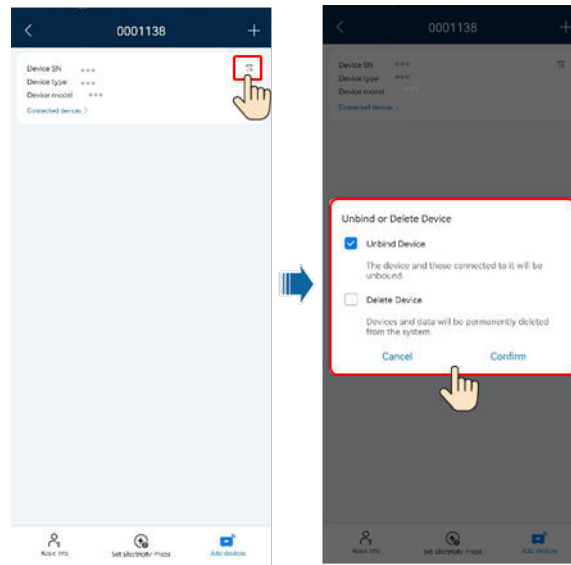 0001138
Device SN ***
Device type ***
Device model ***
Connected devices >
Basic info
Set Electricity Prices
Add devices
0001138
Device SN ***
Device type ***
Device model ***
Connected devices >
Unbind or Delete Device
Unbind Device
The device and those connected to it will be
unbound.
Delete Device
Devices and data will be permanently deleted
from the system.
Cancel
Confirm
Basic info
Set Electricity Prices
Add devices